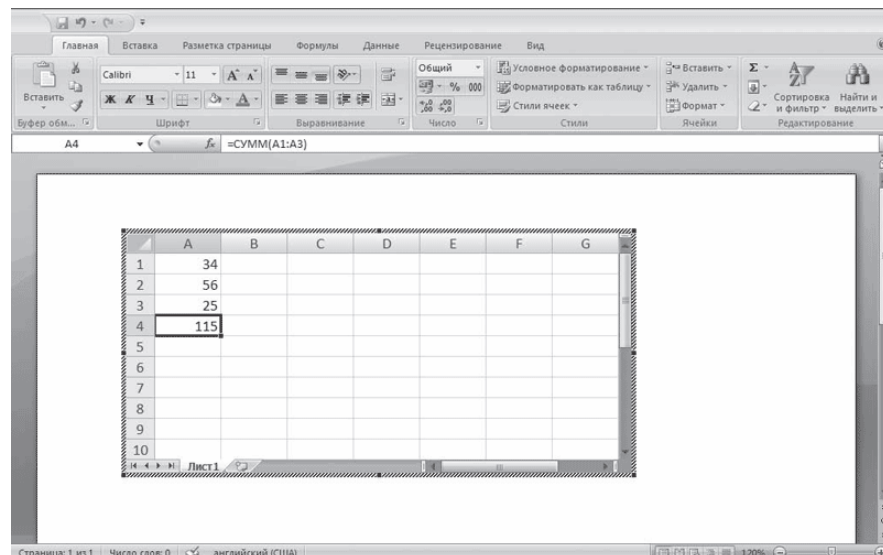 Главная Вставка Разметка страницы Формулы Данные Рецензирование Вид
Calibri 11 A A Общий Условное форматирование Вставить Σ
Вставить Ж К Ч А % 000 Форматировать как таблицу Удалить Сортировка Найти и
,00 ,0 Стили ячеек Формат и фильтр выделить
Буфер обм... Шрифт Выравнивание Число Стили Ячейки Редактирование
A4 fx =СУММ(A1:A3)
A B C D E F G
1 34
2 56
3 25
4 115
5
6
7
8
9
10
Лист1
Страница: 1 из 1 Число слов: 0 английский (США) 120%